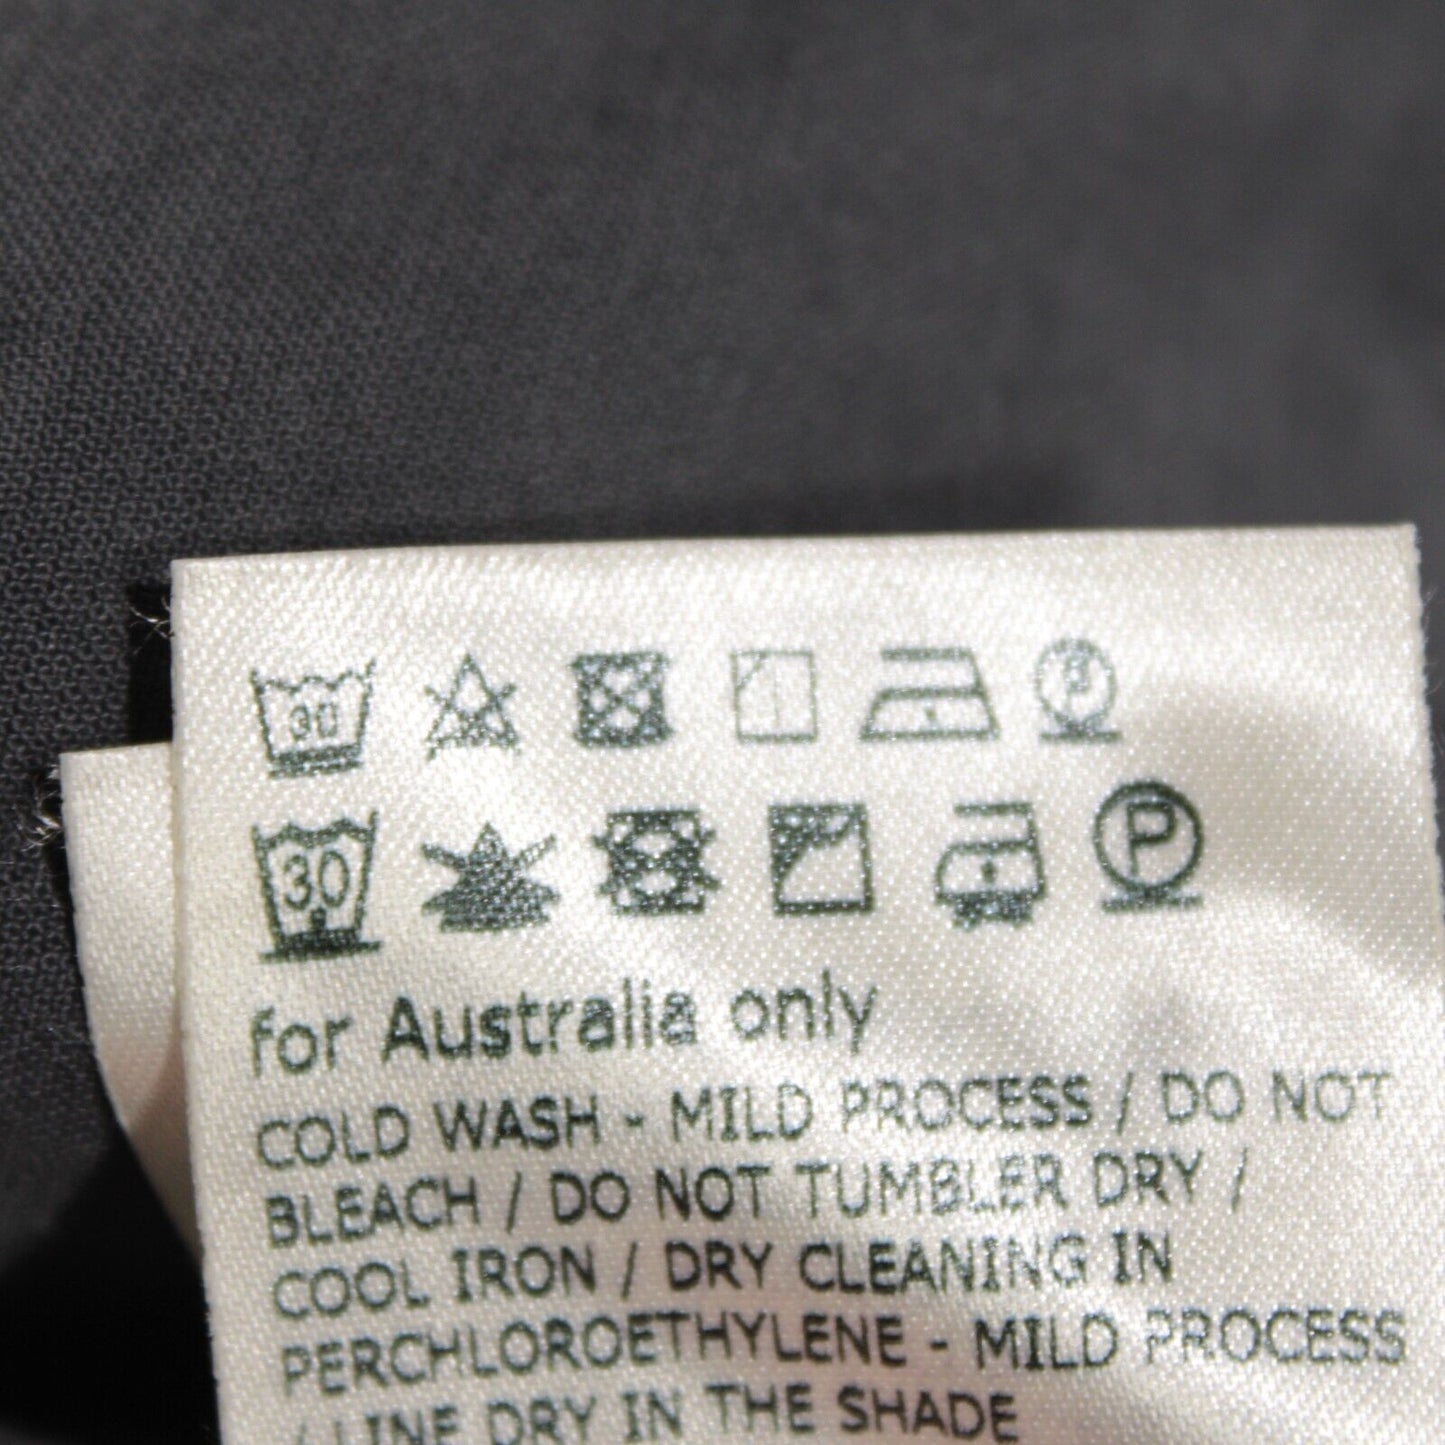 30 P
30 P
for Australia only
COLD WASH - MILD PROCESS / DO NOT
BLEACH / DO NOT TUMBLER DRY /
COOL IRON / DRY CLEANING IN
PERCHLOROETHYLENE - MILD PROCESS
/ LINE DRY IN THE SHADE